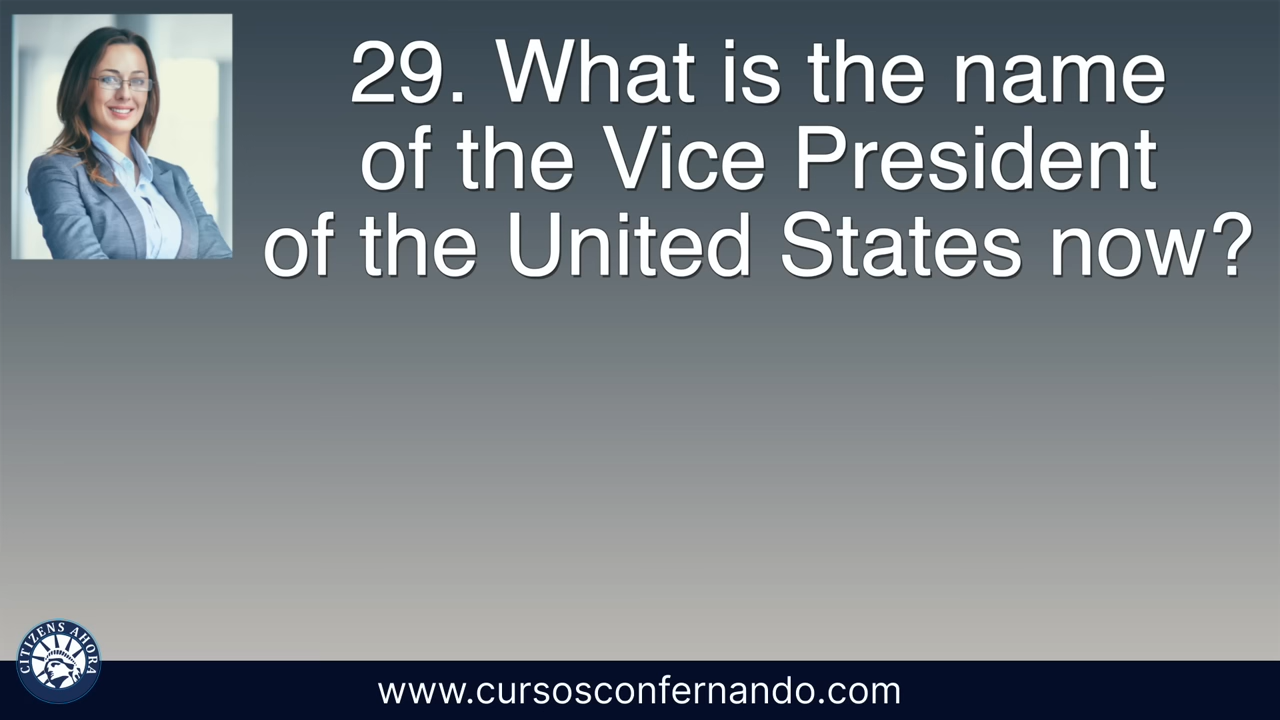 29. What is the name
of the Vice President
of the United States now?
CITIZENS AHORA
www.cursosconfernando.com